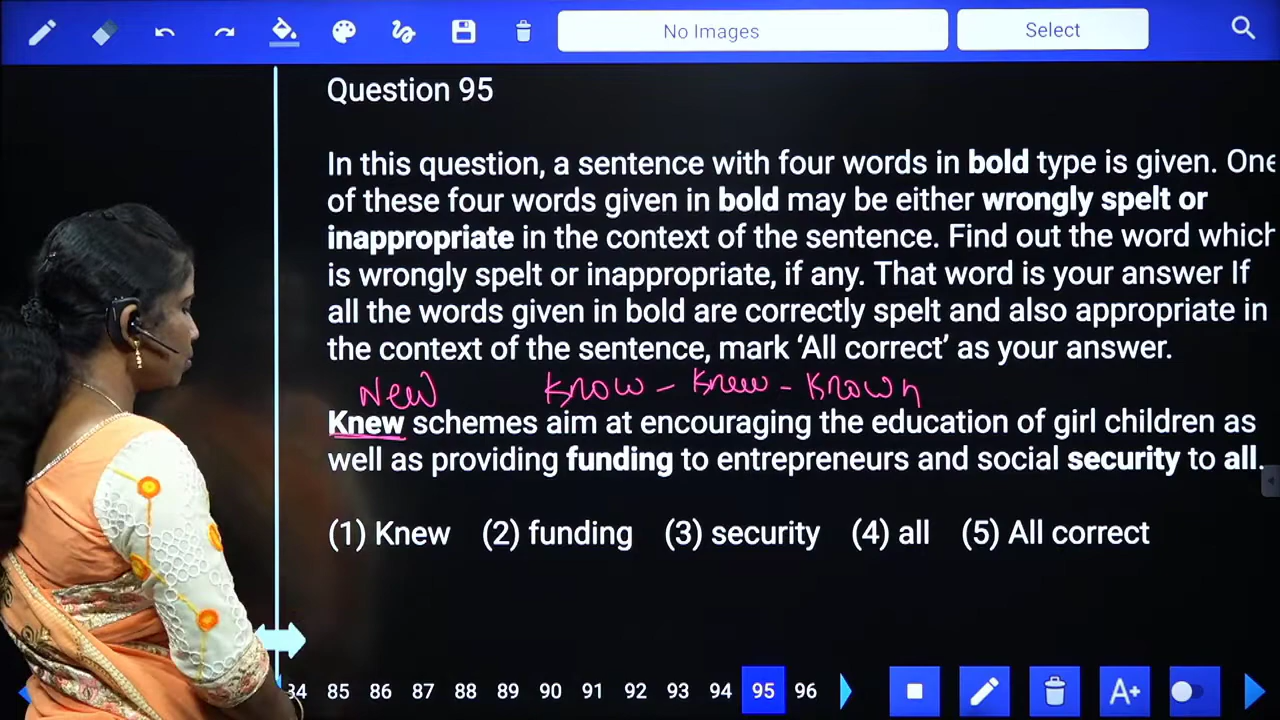 No Images
Select
Question 95
In this question, a sentence with four words in bold type is given. One
of these four words given in bold may be either wrongly spelt or
inappropriate in the context of the sentence. Find out the word which
is wrongly spelt or inappropriate, if any. That word is your answer If
all the words given in bold are correctly spelt and also appropriate in
the context of the sentence, mark ‘All correct’ as your answer.
New Know - Knew - Known
Knew schemes aim at encouraging the education of girl children as
well as providing funding to entrepreneurs and social security to all.
(1) Knew (2) funding (3) security (4) all (5) All correct
84 85 86 87 88 89 90 91 92 93 94 95 96 A+